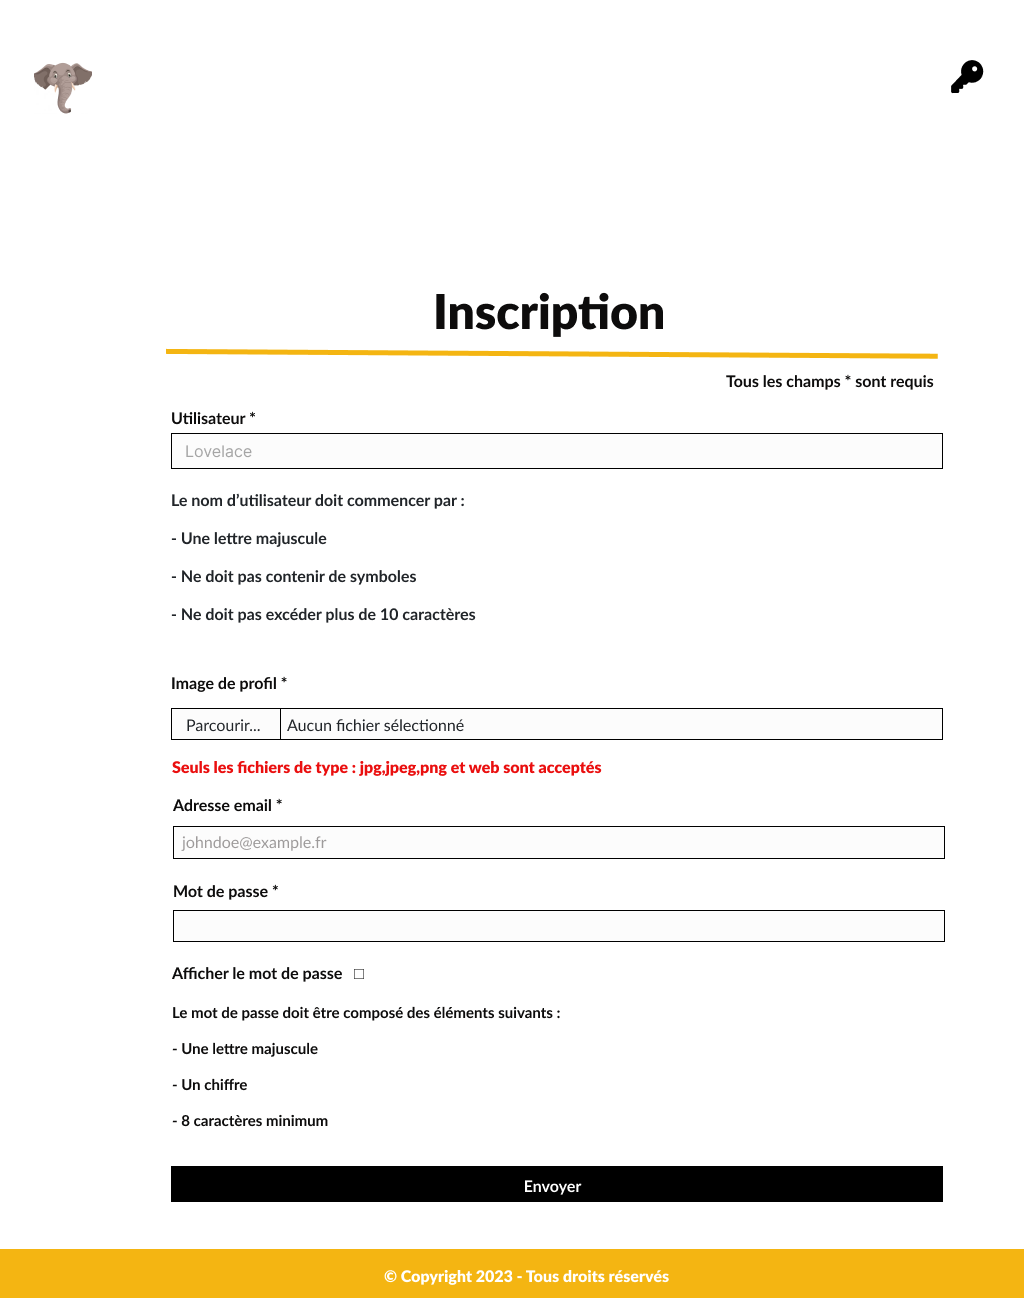 Inscription
Tous les champs * sont requis
Utilisateur *
Lovelace
Le nom d’utilisateur doit commencer par :
- Une lettre majuscule
- Ne doit pas contenir de symboles
- Ne doit pas excéder plus de 10 caractères
Image de profil *
Parcourir... Aucun fichier sélectionné
Seuls les fichiers de type : jpg,jpeg,png et web sont acceptés
Adresse email *
johndoe@example.fr
Mot de passe *
Afficher le mot de passe
Le mot de passe doit être composé des éléments suivants :
- Une lettre majuscule
- Un chiffre
- 8 caractères minimum
Envoyer
© Copyright 2023 - Tous droits réservés